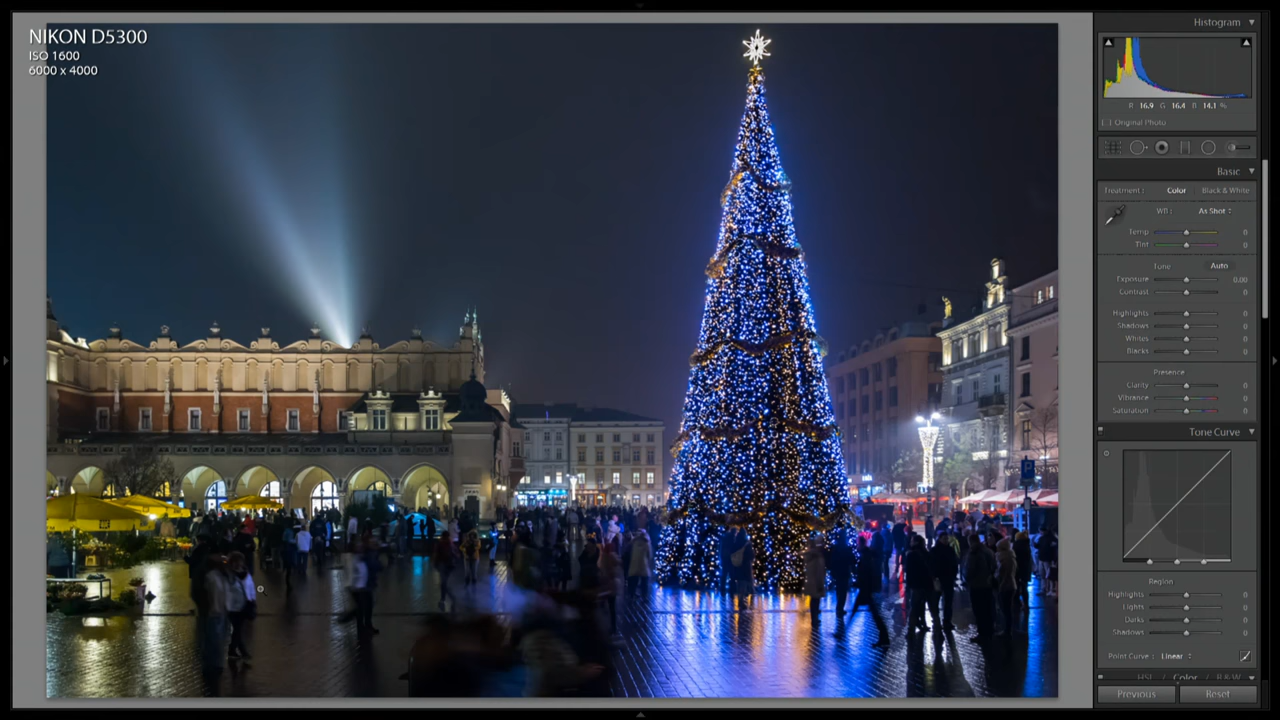 NIKON D5300
ISO 1600
6000 x 4000
Histogram
R 16.9 G 16.4 B 14.1 %
Original Photo
Basic
Treatment : Color Black & White
WB : As Shot
Temp 0
Tint 0
Tone Auto
Exposure 0.00
Contrast 0
Highlights 0
Shadows 0
Whites 0
Blacks 0
Presence
Clarity 0
Vibrance 0
Saturation 0
Tone Curve
Region
Highlights 0
Lights 0
Darks 0
Shadows 0
Point Curve : Linear
HSL / Color / B&W
Previous Reset
P